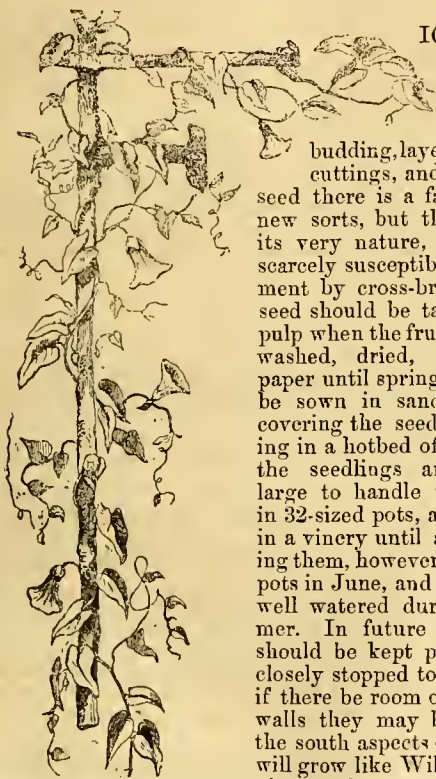 budding, laye
cuttings, and
seed there is a fa
new sorts, but th
its very nature,
scarcely susceptib
ment by cross-br
seed should be ta
pulp when the fru
washed, dried,
paper until spring
be sown in sand
covering the seed
ing in a hotbed of
the seedlings ar
large to handle
in 32-sized pots, a
in a vinery until a
ing them, however
pots in June, and
well watered dur
mer. In future
should be kept p
closely stopped to
if there be room o
walls they may b
the south aspects
will grow like Wil